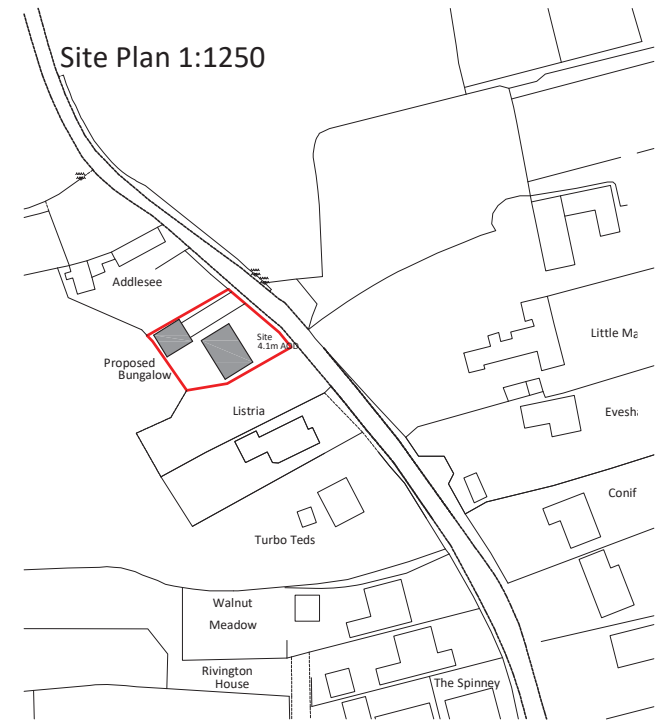 Site Plan 1:1250
Addlesee
Site
4.1m AOD
Little Ma
Proposed
Bungalow
Listria
Evesh
Conif
Turbo Teds
Walnut
Meadow
Rivington
House
The Spinney